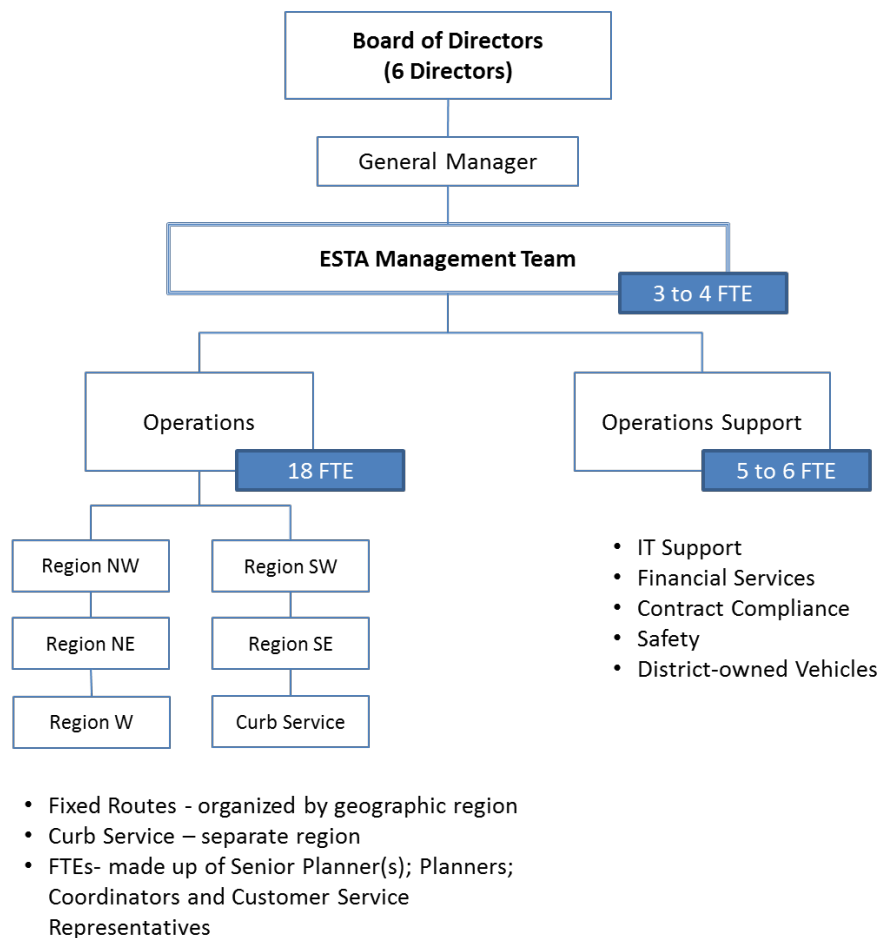 Board of Directors
(6 Directors)
General Manager
ESTA Management Team
3 to 4 FTE
Operations
18 FTE
Operations Support
5 to 6 FTE
Region NW
Region SW
Region NE
Region SE
Region W
Curb Service
• IT Support
• Financial Services
• Contract Compliance
• Safety
• District-owned Vehicles
• Fixed Routes - organized by geographic region
• Curb Service – separate region
• FTEs- made up of Senior Planner(s); Planners;
Coordinators and Customer Service
Representatives